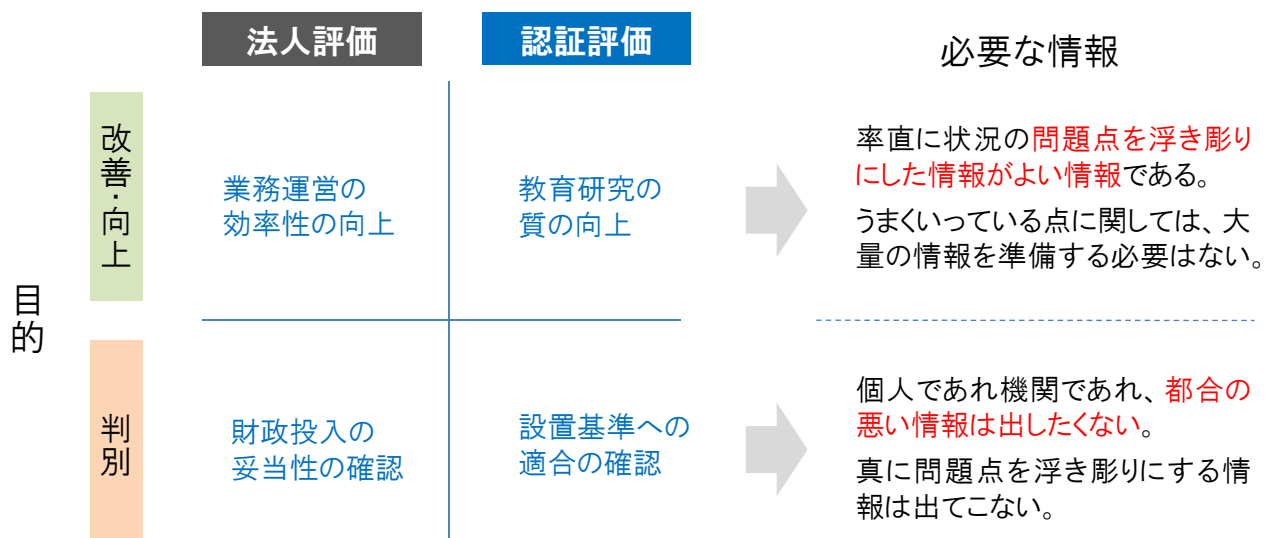 法人評価
認証評価
必要な情報
目的
改善・向上
業務運営の
効率性の向上
教育研究の
質の向上
率直に状況の問題点を浮き彫り
にした情報がよい情報である。
うまくいっている点に関しては、大
量の情報を準備する必要はない。
判別
財政投入の
妥当性の確認
設置基準への
適合の確認
個人であれ機関であれ、都合の
悪い情報は出したくない。
真に問題点を浮き彫りにする情
報は出てこない。